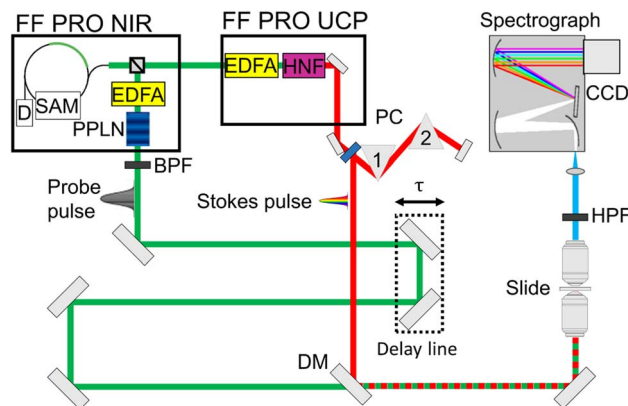 FF PRO NIR
FF PRO UCP
Spectrograph
EDFA
HNF
EDFA
D
SAM
PPLN
CCD
PC
1
2
BPF
Probe
pulse
Stokes pulse
τ
HPF
Slide
Delay line
DM